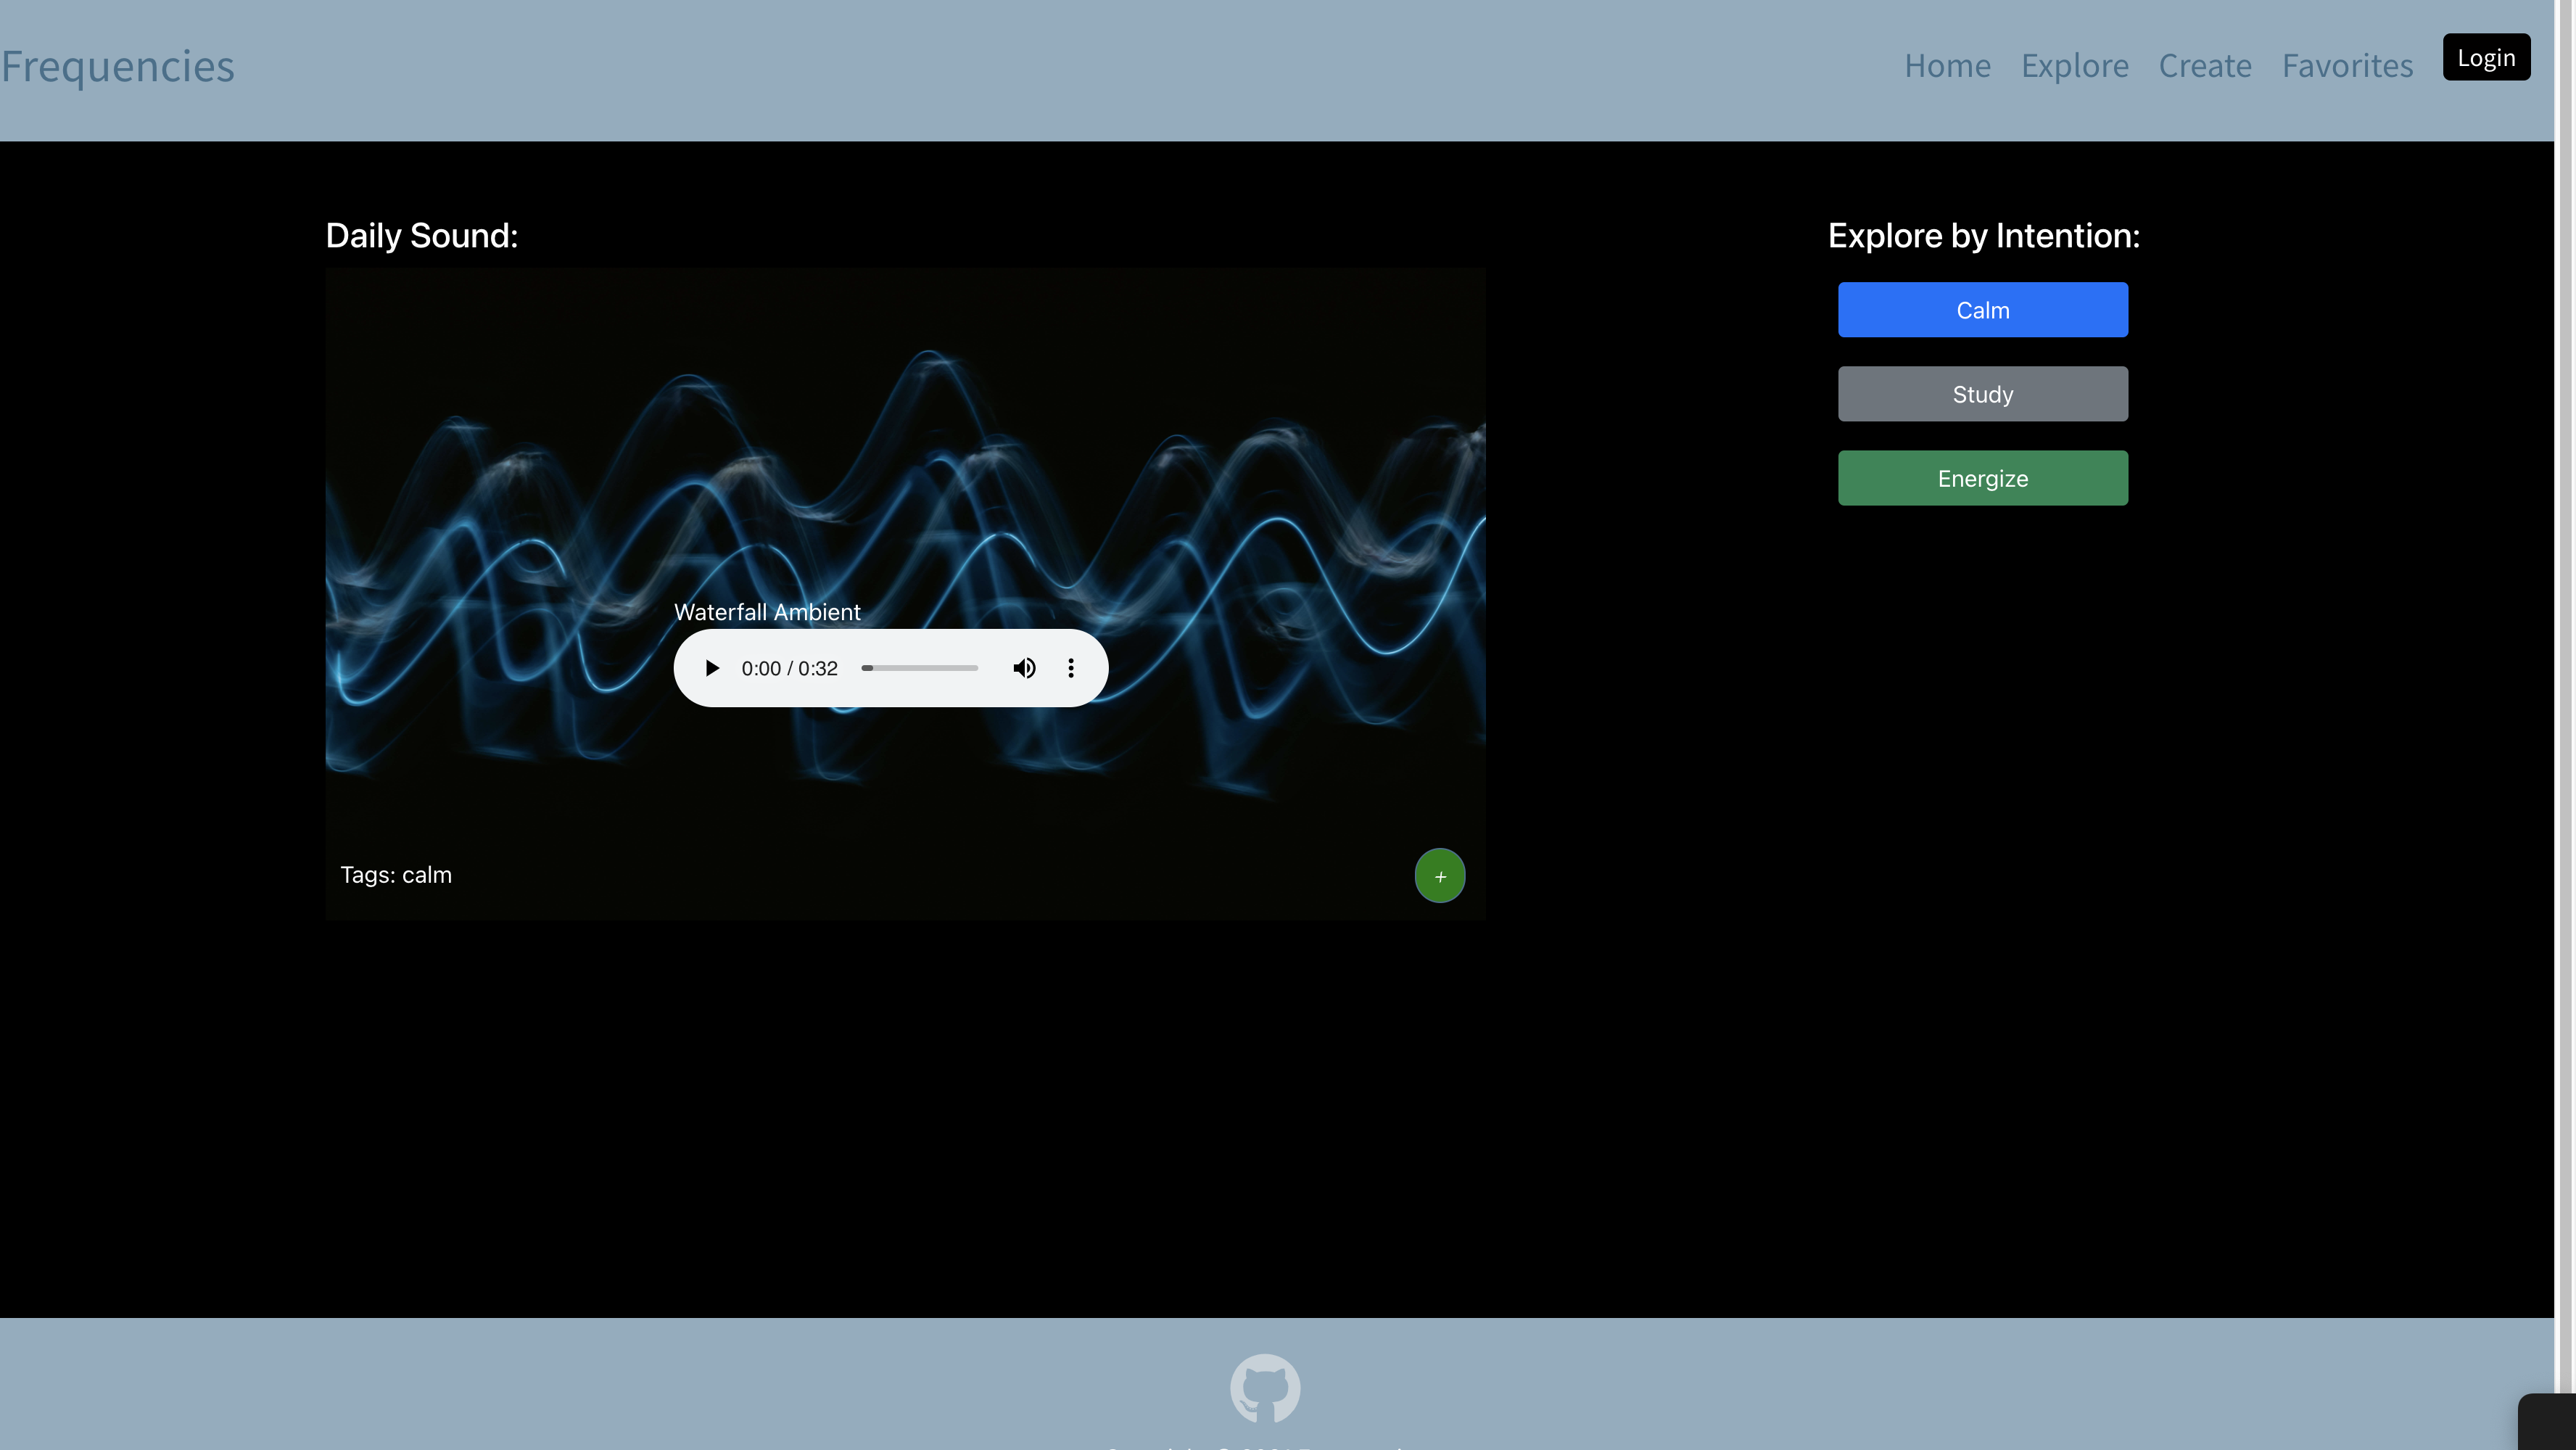 Frequencies
Home Explore Create Favorites Login
Daily Sound:
Explore by Intention:
Calm
Study
Energize
Waterfall Ambient
0:00 / 0:32
Tags: calm
+